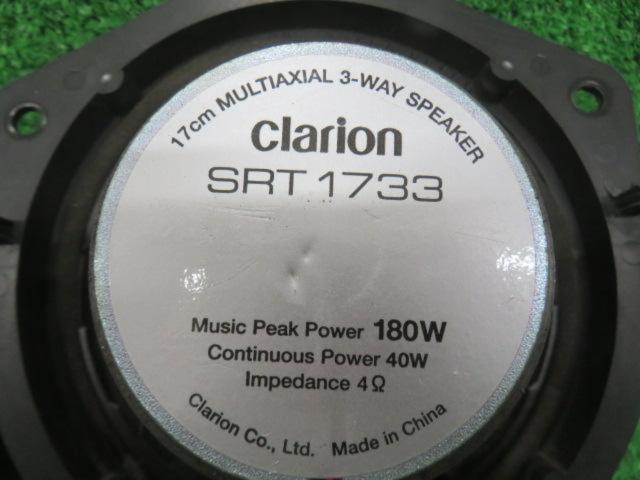 17cm MULTIAXIAL 3-WAY SPEAKER
clarion
SRT 1733
Music Peak Power 180W
Continuous Power 40W
Impedance 4Ω
Clarion Co., Ltd. Made in China